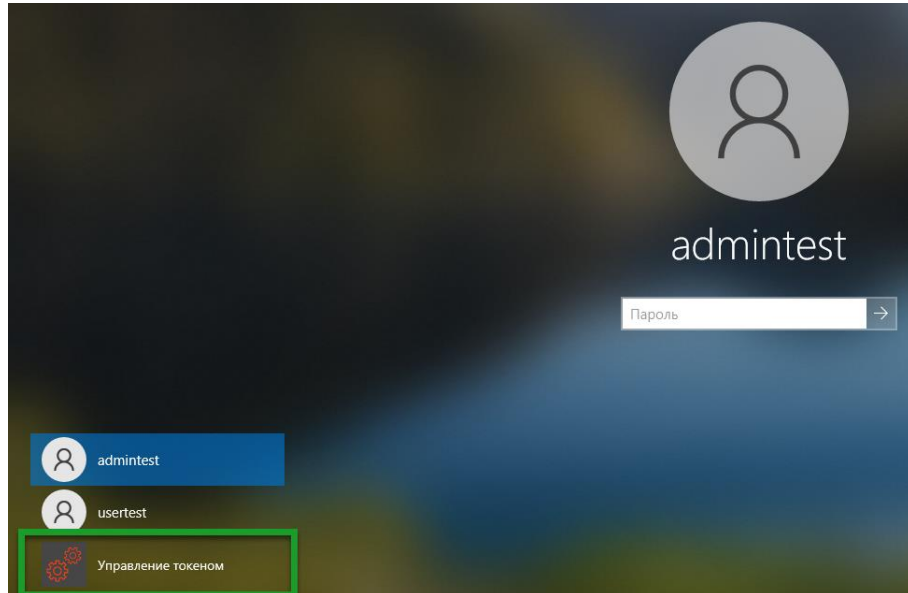 admintest
Пароль
admintest
usertest
Управление токеном